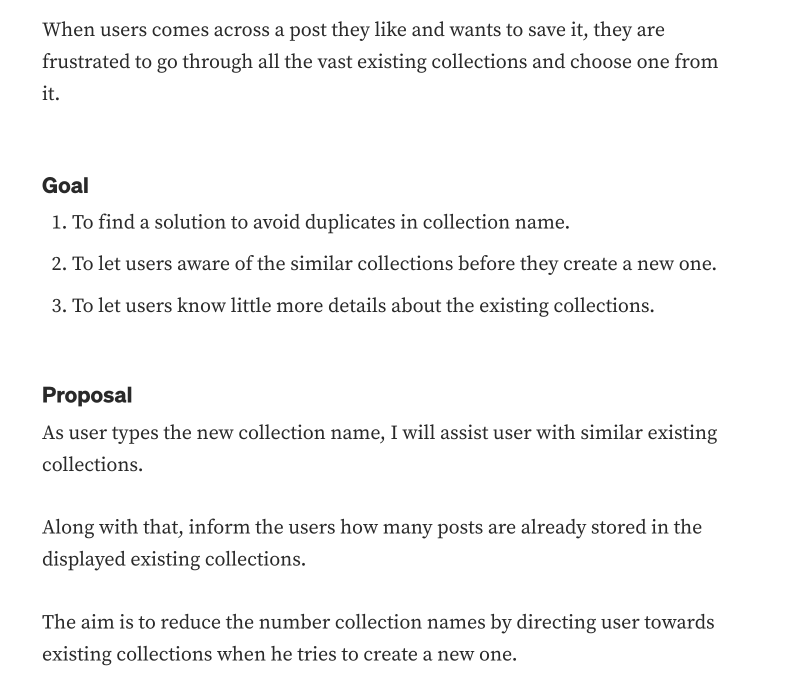 When users comes across a post they like and wants to save it, they are
frustrated to go through all the vast existing collections and choose one from
it.
Goal
1. To find a solution to avoid duplicates in collection name.
2. To let users aware of the similar collections before they create a new one.
3. To let users know little more details about the existing collections.
Proposal
As user types the new collection name, I will assist user with similar existing
collections.
Along with that, inform the users how many posts are already stored in the
displayed existing collections.
The aim is to reduce the number collection names by directing user towards
existing collections when he tries to create a new one.